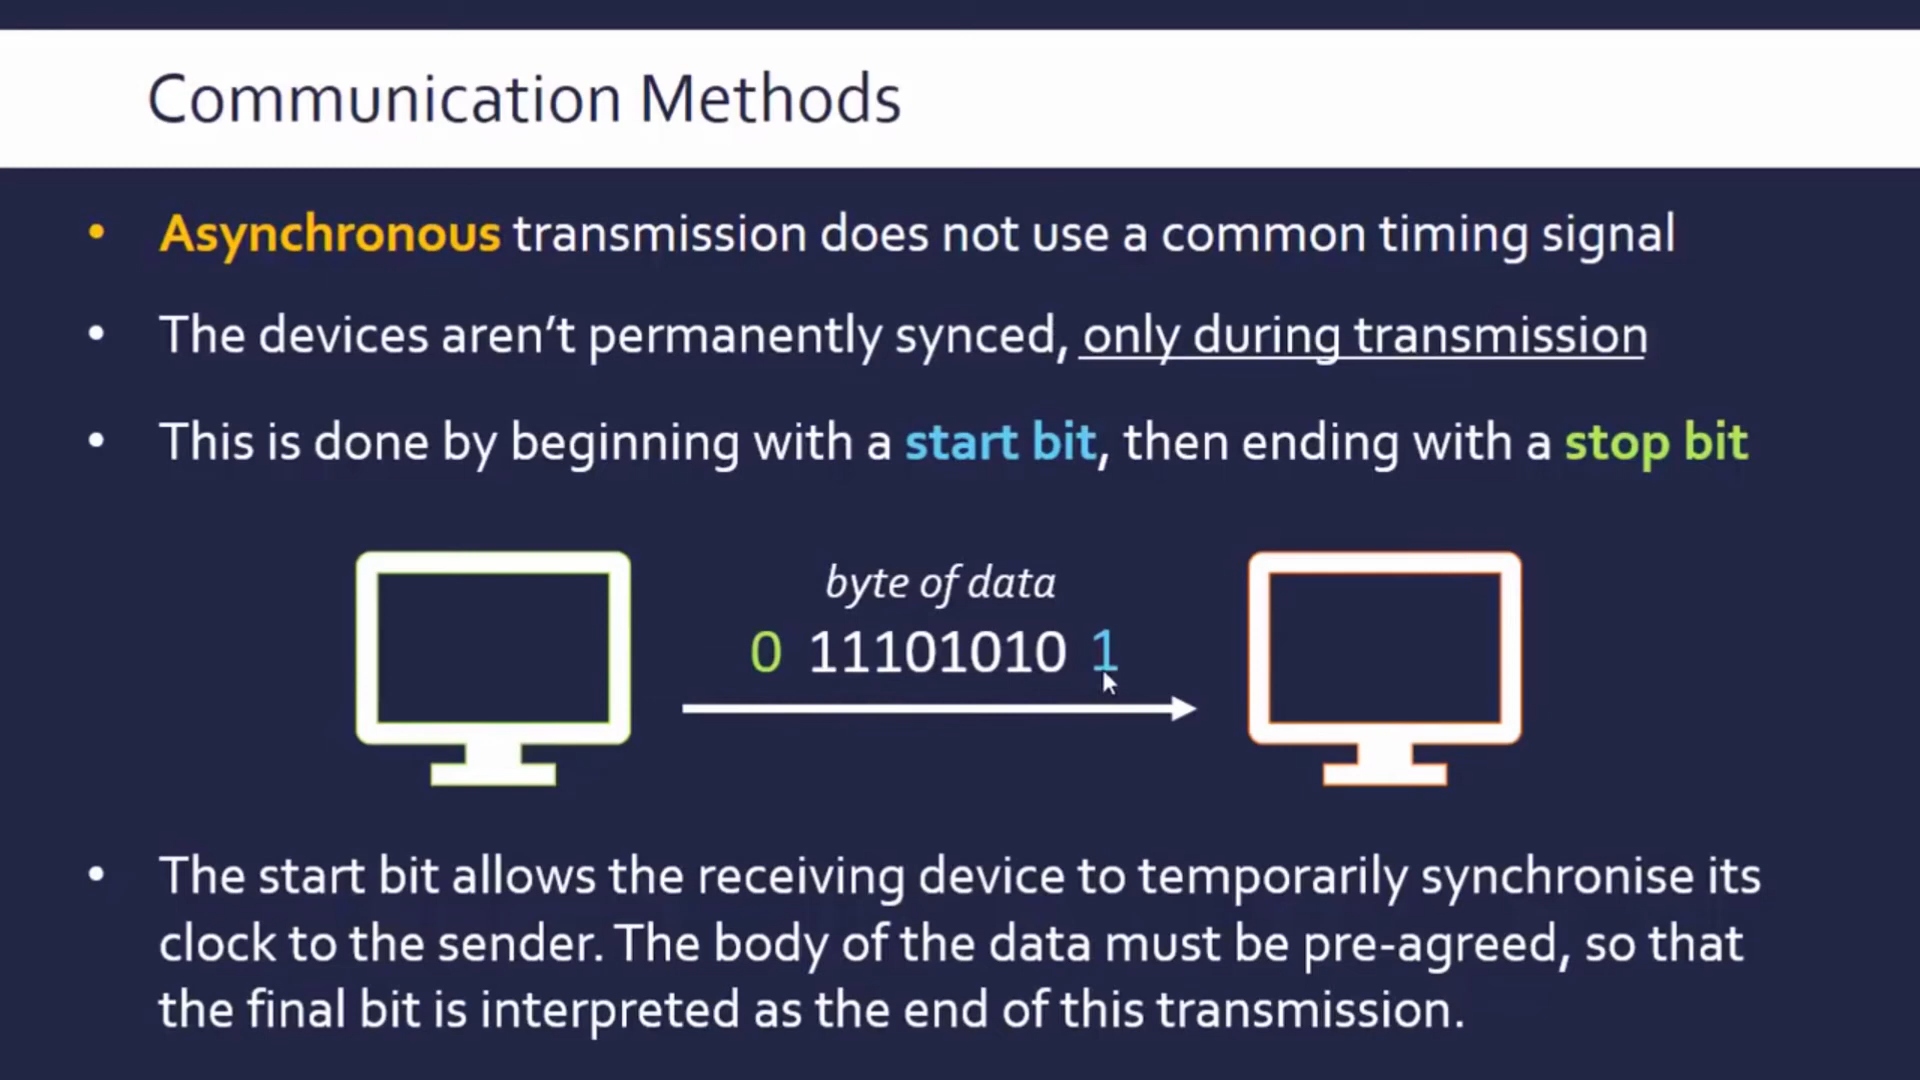 Communication Methods
• Asynchronous transmission does not use a common timing signal
• The devices aren’t permanently synced, only during transmission
• This is done by beginning with a start bit, then ending with a stop bit
byte of data
0 11101010 1
• The start bit allows the receiving device to temporarily synchronise its
clock to the sender. The body of the data must be pre-agreed, so that
the final bit is interpreted as the end of this transmission.